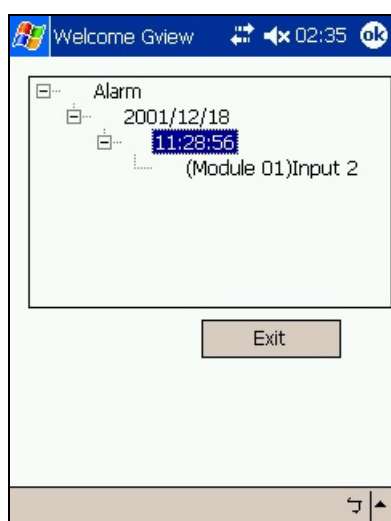 Welcome Gview 02:35 ok
Alarm
2001/12/18
11:28:56
(Module 01)Input 2
Exit
ㄅ